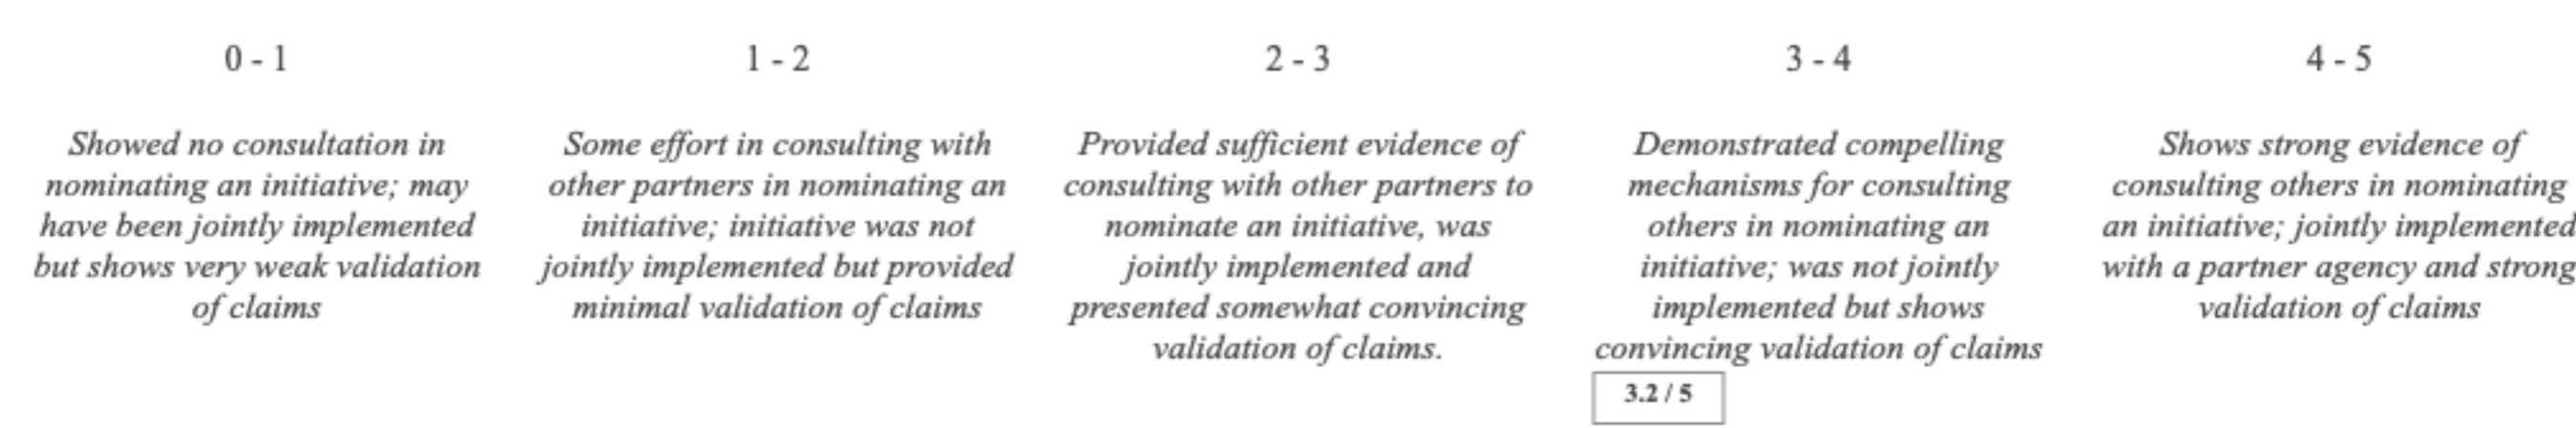 0 - 1
Showed no consultation in
nominating an initiative; may
have been jointly implemented
but shows very weak validation
of claims
1 - 2
Some effort in consulting with
other partners in nominating an
initiative; initiative was not
jointly implemented but provided
minimal validation of claims
2 - 3
Provided sufficient evidence of
consulting with other partners to
nominate an initiative, was
jointly implemented and
presented somewhat convincing
validation of claims.
3 - 4
Demonstrated compelling
mechanisms for consulting
others in nominating an
initiative; was not jointly
implemented but shows
convincing validation of claims
3.2 / 5
4 - 5
Shows strong evidence of
consulting others in nominating
an initiative; jointly implemented
with a partner agency and strong
validation of claims